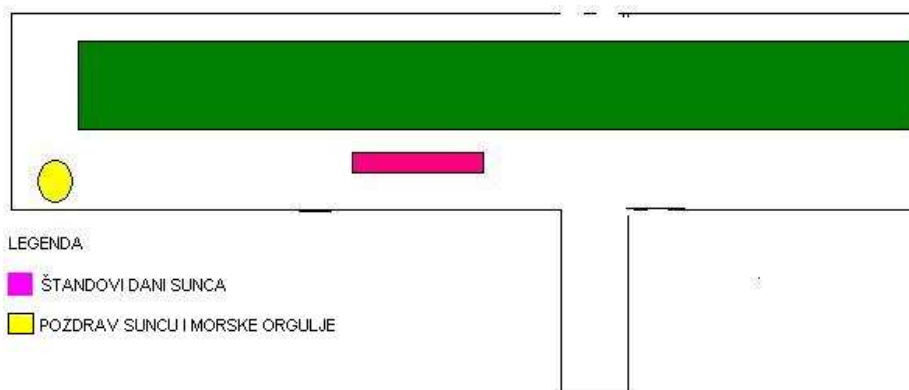 LEGENDA
ŠTANDOVI DANI SUNCA
POZDRAV SUNCU I MORSKE ORGULJE